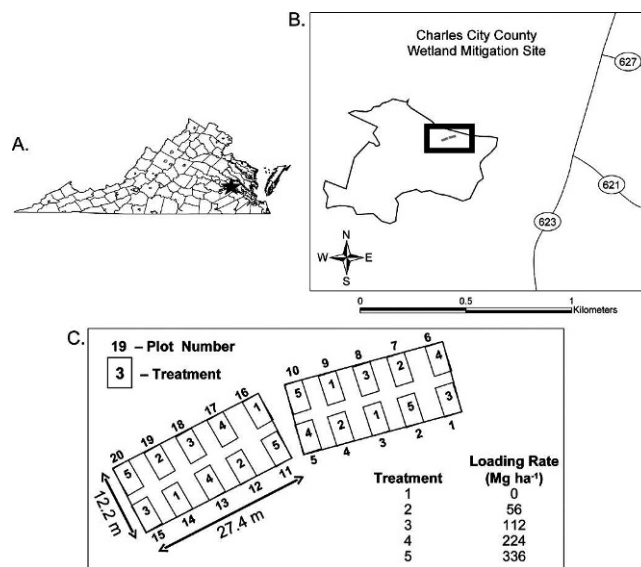 A.
B.
Charles City County
Wetland Mitigation Site
627
621
623
N
W E
S
0 0.5 1
Kilometers
C.
19 – Plot Number
3 – Treatment
10 9 8 7 6
5 1 3 2 4
4 2 1 5 3
5 4 3 2 1
20 19 18 17 16
5 2 3 4 1
3 1 4 2 5
15 14 13 12 11
12.2 m
27.4 m
Treatment Loading Rate
(Mg ha⁻¹)
1 0
2 56
3 112
4 224
5 336